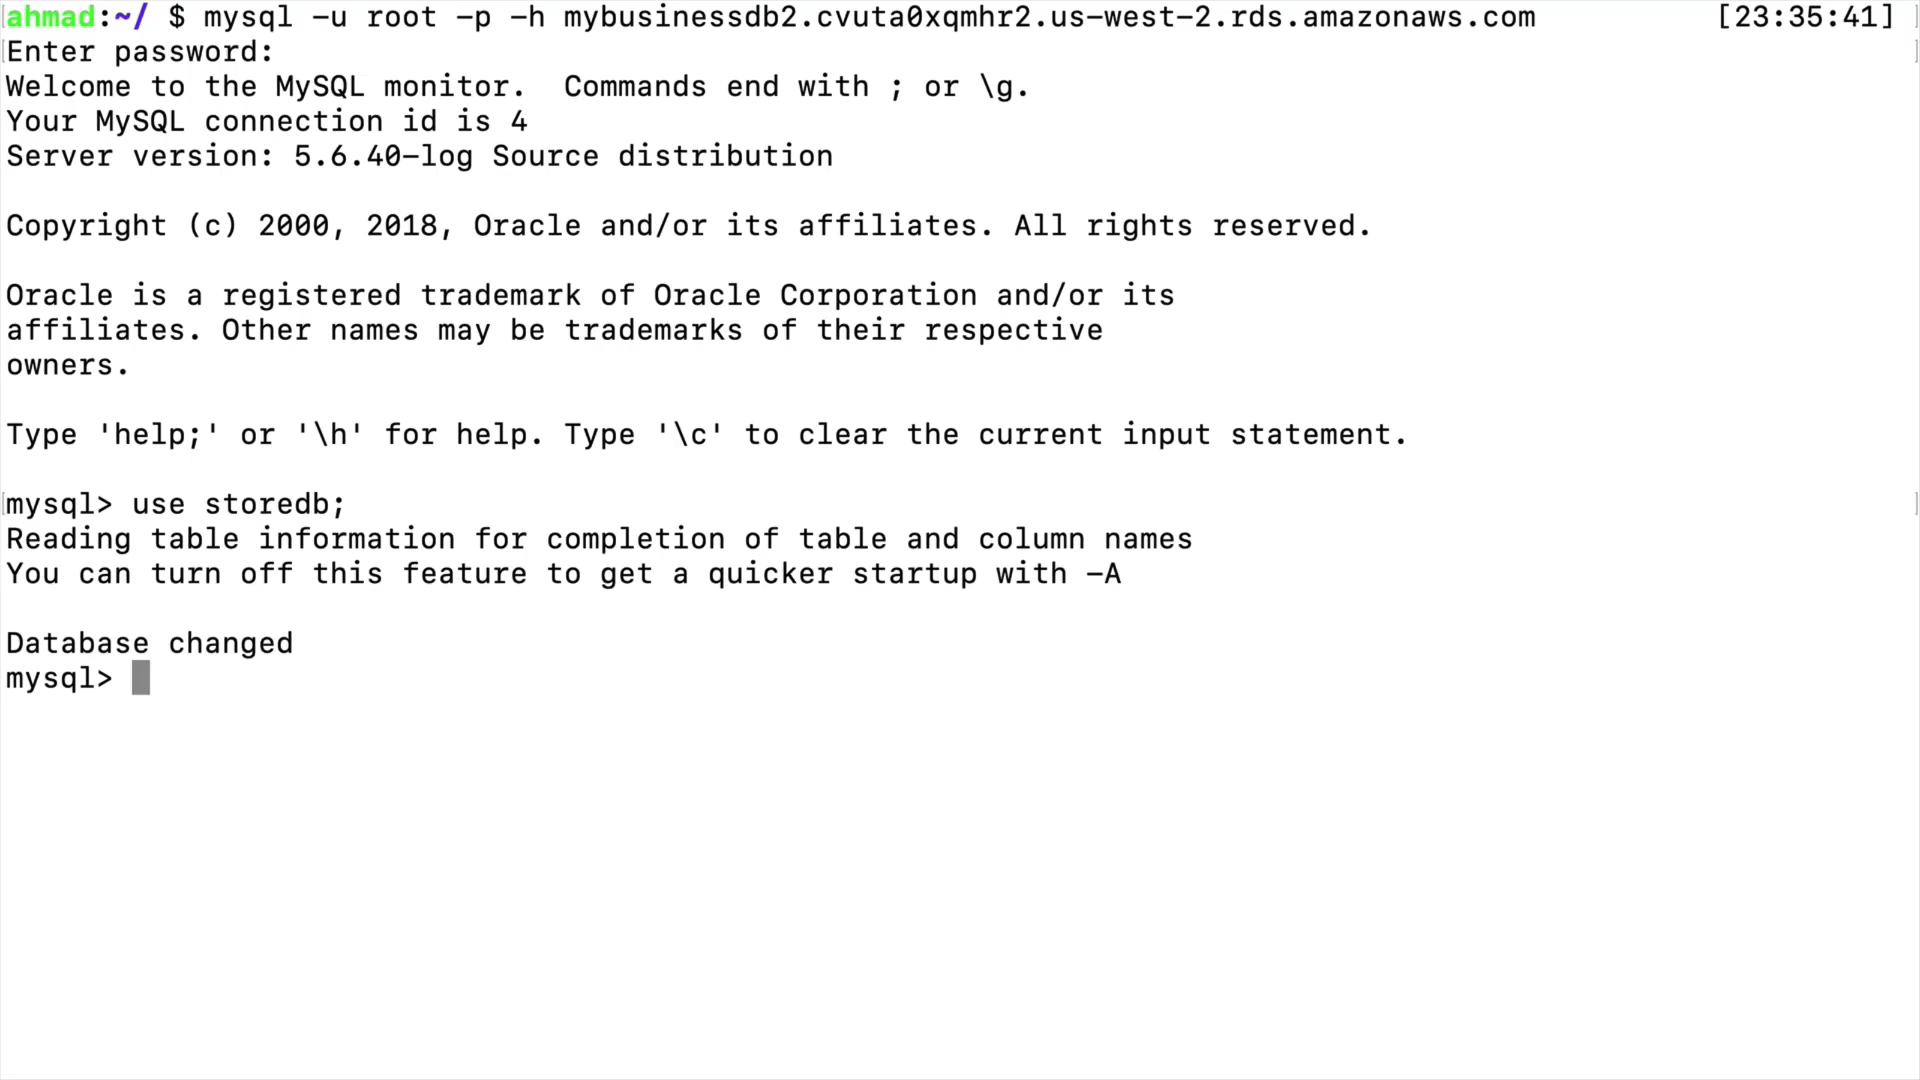 ahmad:~/ $ mysql -u root -p -h mybusinessdb2.cvuta0xqmhr2.us-west-2.rds.amazonaws.com [23:35:41]
Enter password:
Welcome to the MySQL monitor.  Commands end with ; or \g.
Your MySQL connection id is 4
Server version: 5.6.40-log Source distribution
Copyright (c) 2000, 2018, Oracle and/or its affiliates. All rights reserved.
Oracle is a registered trademark of Oracle Corporation and/or its
affiliates. Other names may be trademarks of their respective
owners.
Type 'help;' or '\h' for help. Type '\c' to clear the current input statement.
mysql> use storedb;
Reading table information for completion of table and column names
You can turn off this feature to get a quicker startup with -A
Database changed
mysql>